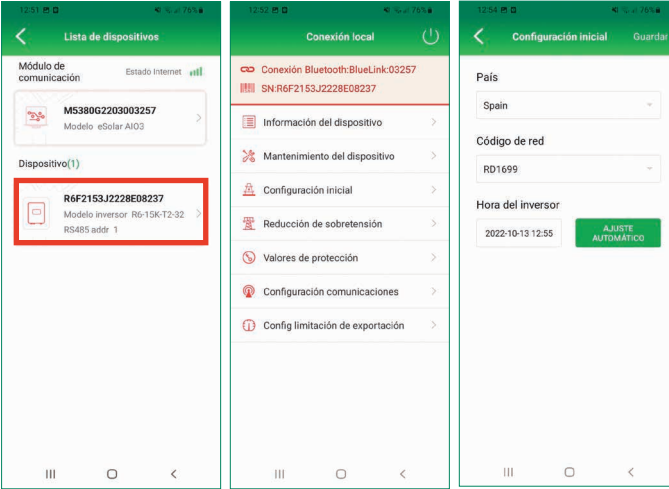 12:51
76%
Lista de dispositivos
Módulo de
comunicación
Estado Internet
M5380G2203003257
Modelo eSolar AIO3
Dispositivo(1)
R6F2153J2228E08237
Modelo inversor R6-15K-T2-32
RS485 addr 1
12:52
76%
Conexión local
Conexión Bluetooth:BlueLink:03257
SN:R6F2153J2228E08237
Información del dispositivo
Mantenimiento del dispositivo
Configuración inicial
Reducción de sobretensión
Valores de protección
Configuración comunicaciones
Config limitación de exportación
12:54
76%
Configuración inicial
Guardar
País
Spain
Código de red
RD1699
Hora del inversor
2022-10-13 12:55
AJUSTE
AUTOMÁTICO